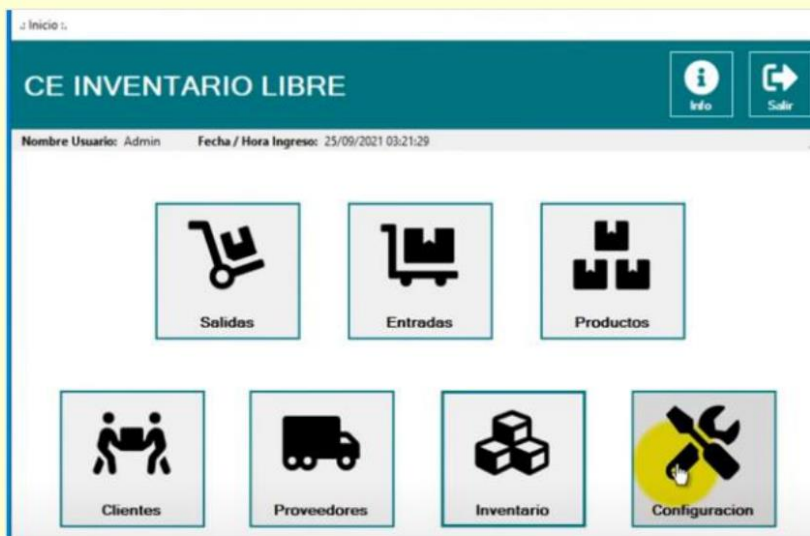 .: Inicio :.
CE INVENTARIO LIBRE
Info
Salir
Nombre Usuario: Admin Fecha / Hora Ingreso: 25/09/2021 03:21:29
Salidas
Entradas
Productos
Clientes
Proveedores
Inventario
Configuracion